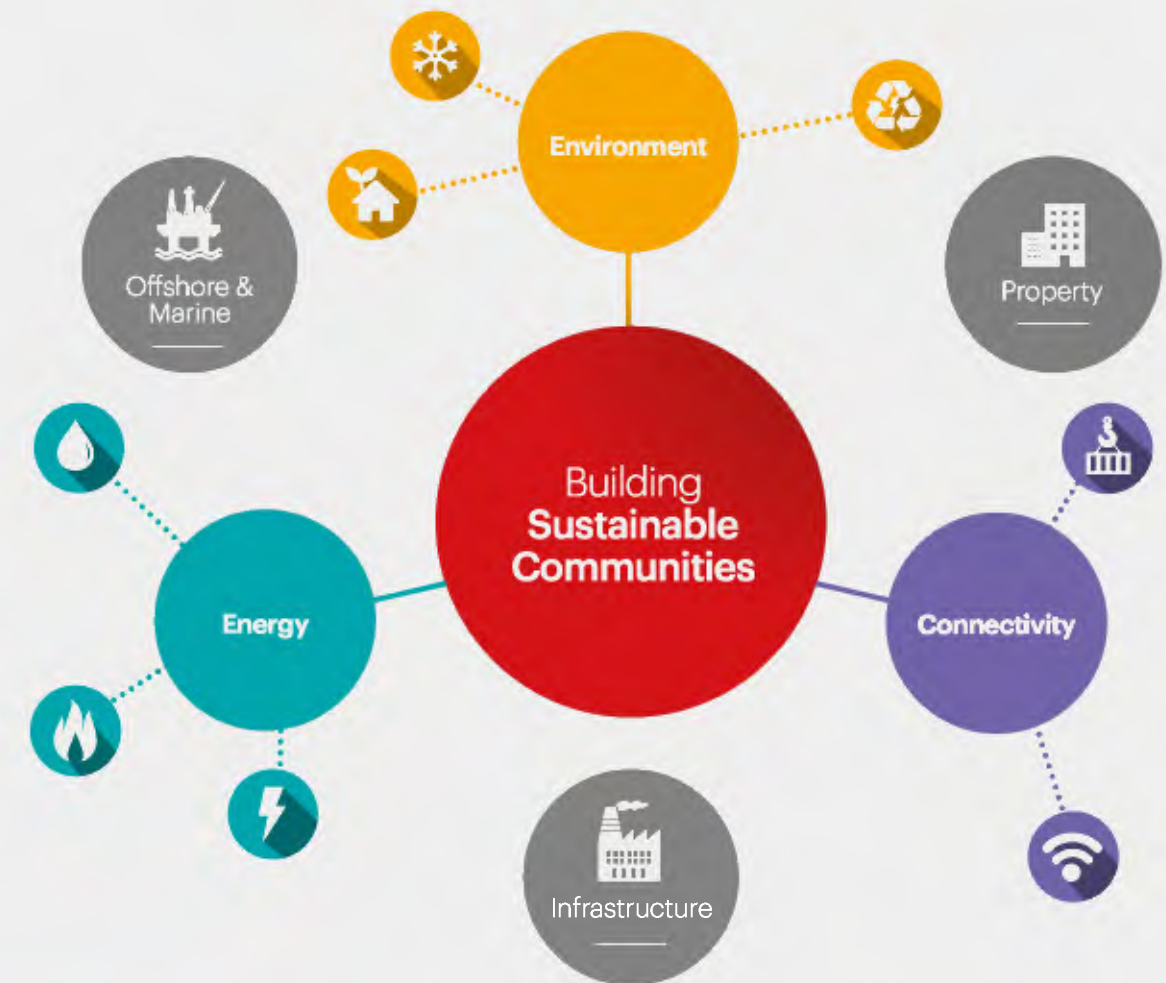 Environment
Offshore &
Marine
Property
Building
Sustainable
Communities
Energy
Connectivity
Infrastructure